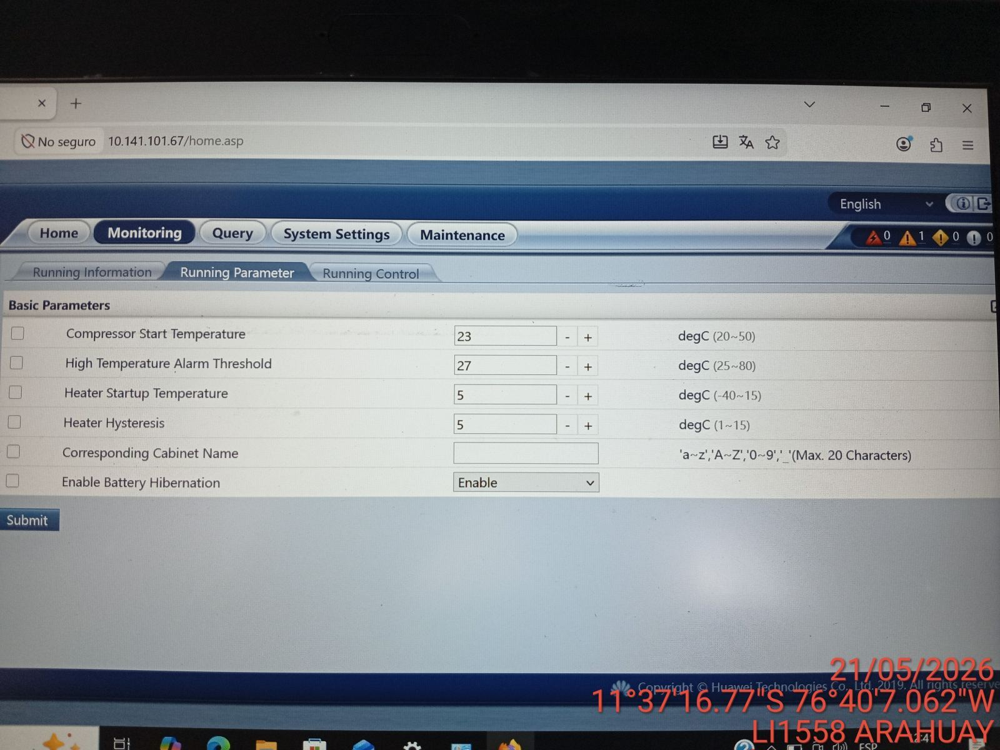 No seguro 10.141.101.67/home.asp
English
Home Monitoring Query System Settings Maintenance
0 1 0 0
Running Information Running Parameter Running Control
Basic Parameters
Compressor Start Temperature 23 - + degC (20~50)
High Temperature Alarm Threshold 27 - + degC (25~80)
Heater Startup Temperature 5 - + degC (-40~15)
Heater Hysteresis 5 - + degC (1~15)
Corresponding Cabinet Name 'a~z','A~Z','0~9','_'(Max. 20 Characters)
Enable Battery Hibernation Enable
Submit
21/05/2026
Copyright © Huawei Technologies Co., Ltd. 2019. All rights reserve
11°37'16.77"S 76°40'7.062"W
LI1558 ARAHUAY
ESP